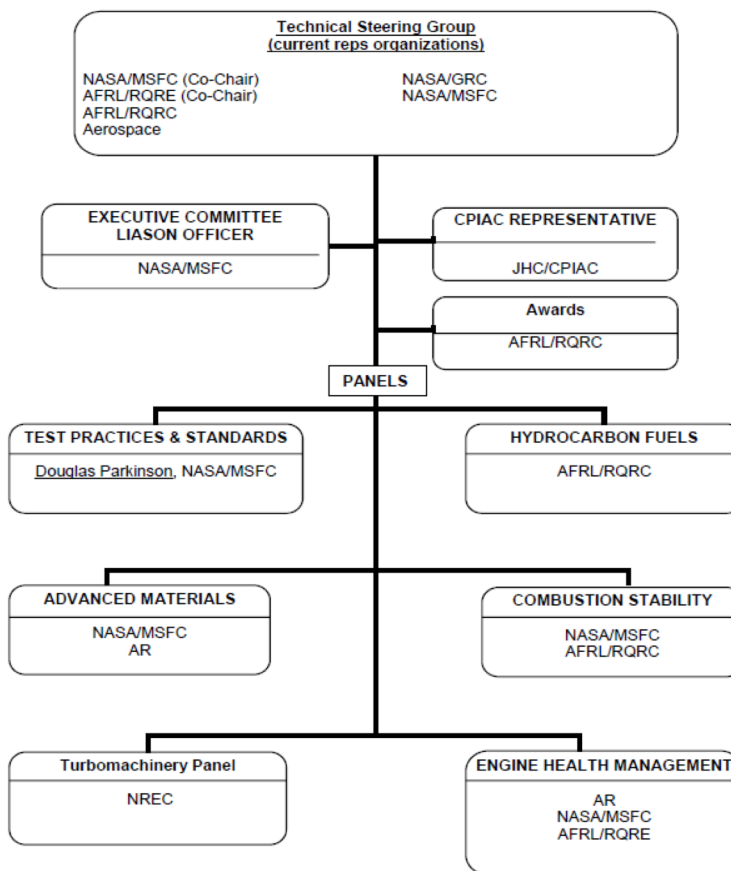 Technical Steering Group
(current reps organizations)
NASA/MSFC (Co-Chair)
AFRL/RQRE (Co-Chair)
AFRL/RQRC
Aerospace
NASA/GRC
NASA/MSFC
EXECUTIVE COMMITTEE
LIASON OFFICER
NASA/MSFC
CPIAC REPRESENTATIVE
JHC/CPIAC
Awards
AFRL/RQRC
PANELS
TEST PRACTICES & STANDARDS
Douglas Parkinson, NASA/MSFC
HYDROCARBON FUELS
AFRL/RQRC
ADVANCED MATERIALS
NASA/MSFC
AR
COMBUSTION STABILITY
NASA/MSFC
AFRL/RQRC
Turbomachinery Panel
NREC
ENGINE HEALTH MANAGEMENT
AR
NASA/MSFC
AFRL/RQRE